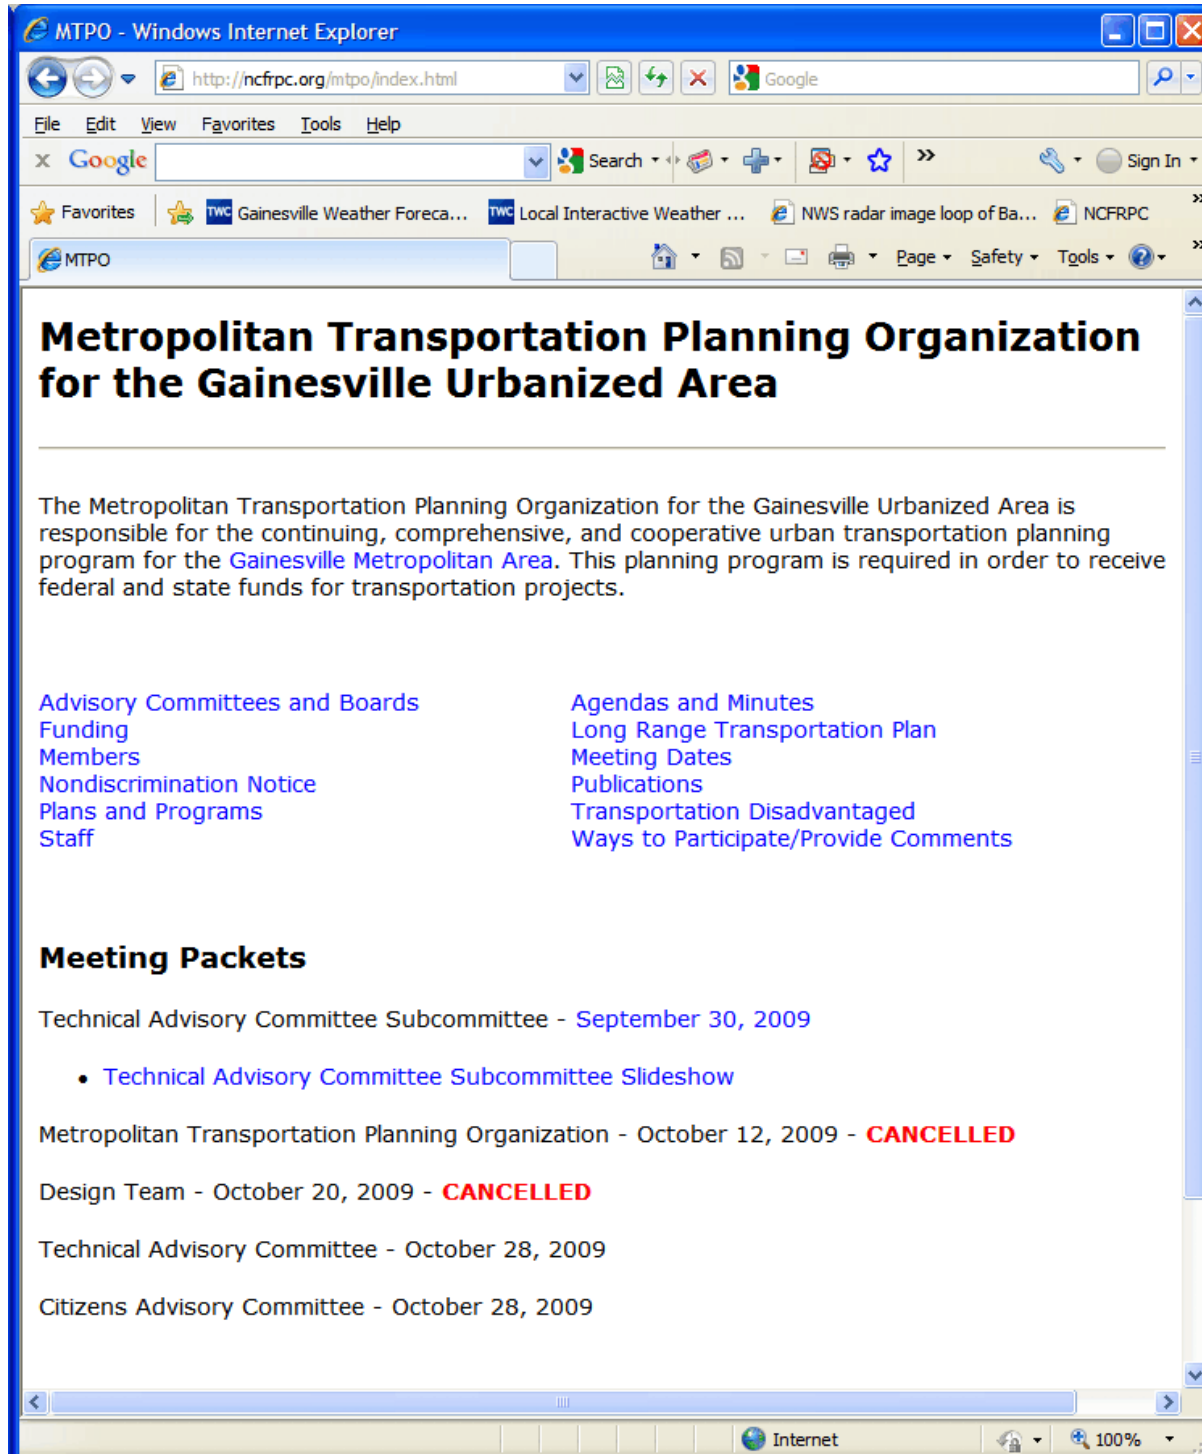 MTPO - Windows Internet Explorer
http://ncfrpc.org/mtpo/index.html Google
File Edit View Favorites Tools Help
x Google Search Sign In
Favorites TWC Gainesville Weather Foreca... TWC Local Interactive Weather ... NWS radar image loop of Ba... NCFRPC
MTPO Page Safety Tools
Metropolitan Transportation Planning Organization
for the Gainesville Urbanized Area
The Metropolitan Transportation Planning Organization for the Gainesville Urbanized Area is
responsible for the continuing, comprehensive, and cooperative urban transportation planning
program for the Gainesville Metropolitan Area. This planning program is required in order to receive
federal and state funds for transportation projects.
Advisory Committees and Boards
Funding
Members
Nondiscrimination Notice
Plans and Programs
Staff
Agendas and Minutes
Long Range Transportation Plan
Meeting Dates
Publications
Transportation Disadvantaged
Ways to Participate/Provide Comments
Meeting Packets
Technical Advisory Committee Subcommittee - September 30, 2009
• Technical Advisory Committee Subcommittee Slideshow
Metropolitan Transportation Planning Organization - October 12, 2009 - CANCELLED
Design Team - October 20, 2009 - CANCELLED
Technical Advisory Committee - October 28, 2009
Citizens Advisory Committee - October 28, 2009
Internet 100%